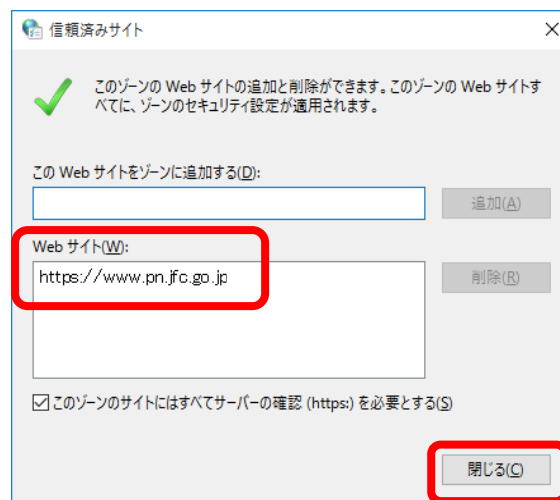 信頼済みサイト
このゾーンの Web サイトの追加と削除ができます。このゾーンの Web サイトす
べてに、ゾーンのセキュリティ設定が適用されます。
この Web サイトをゾーンに追加する(D):
追加(A)
Web サイト(W):
https://www.pn.jfc.go.jp
削除(R)
このゾーンのサイトにはすべてサーバーの確認 (https:) を必要とする(S)
閉じる(C)